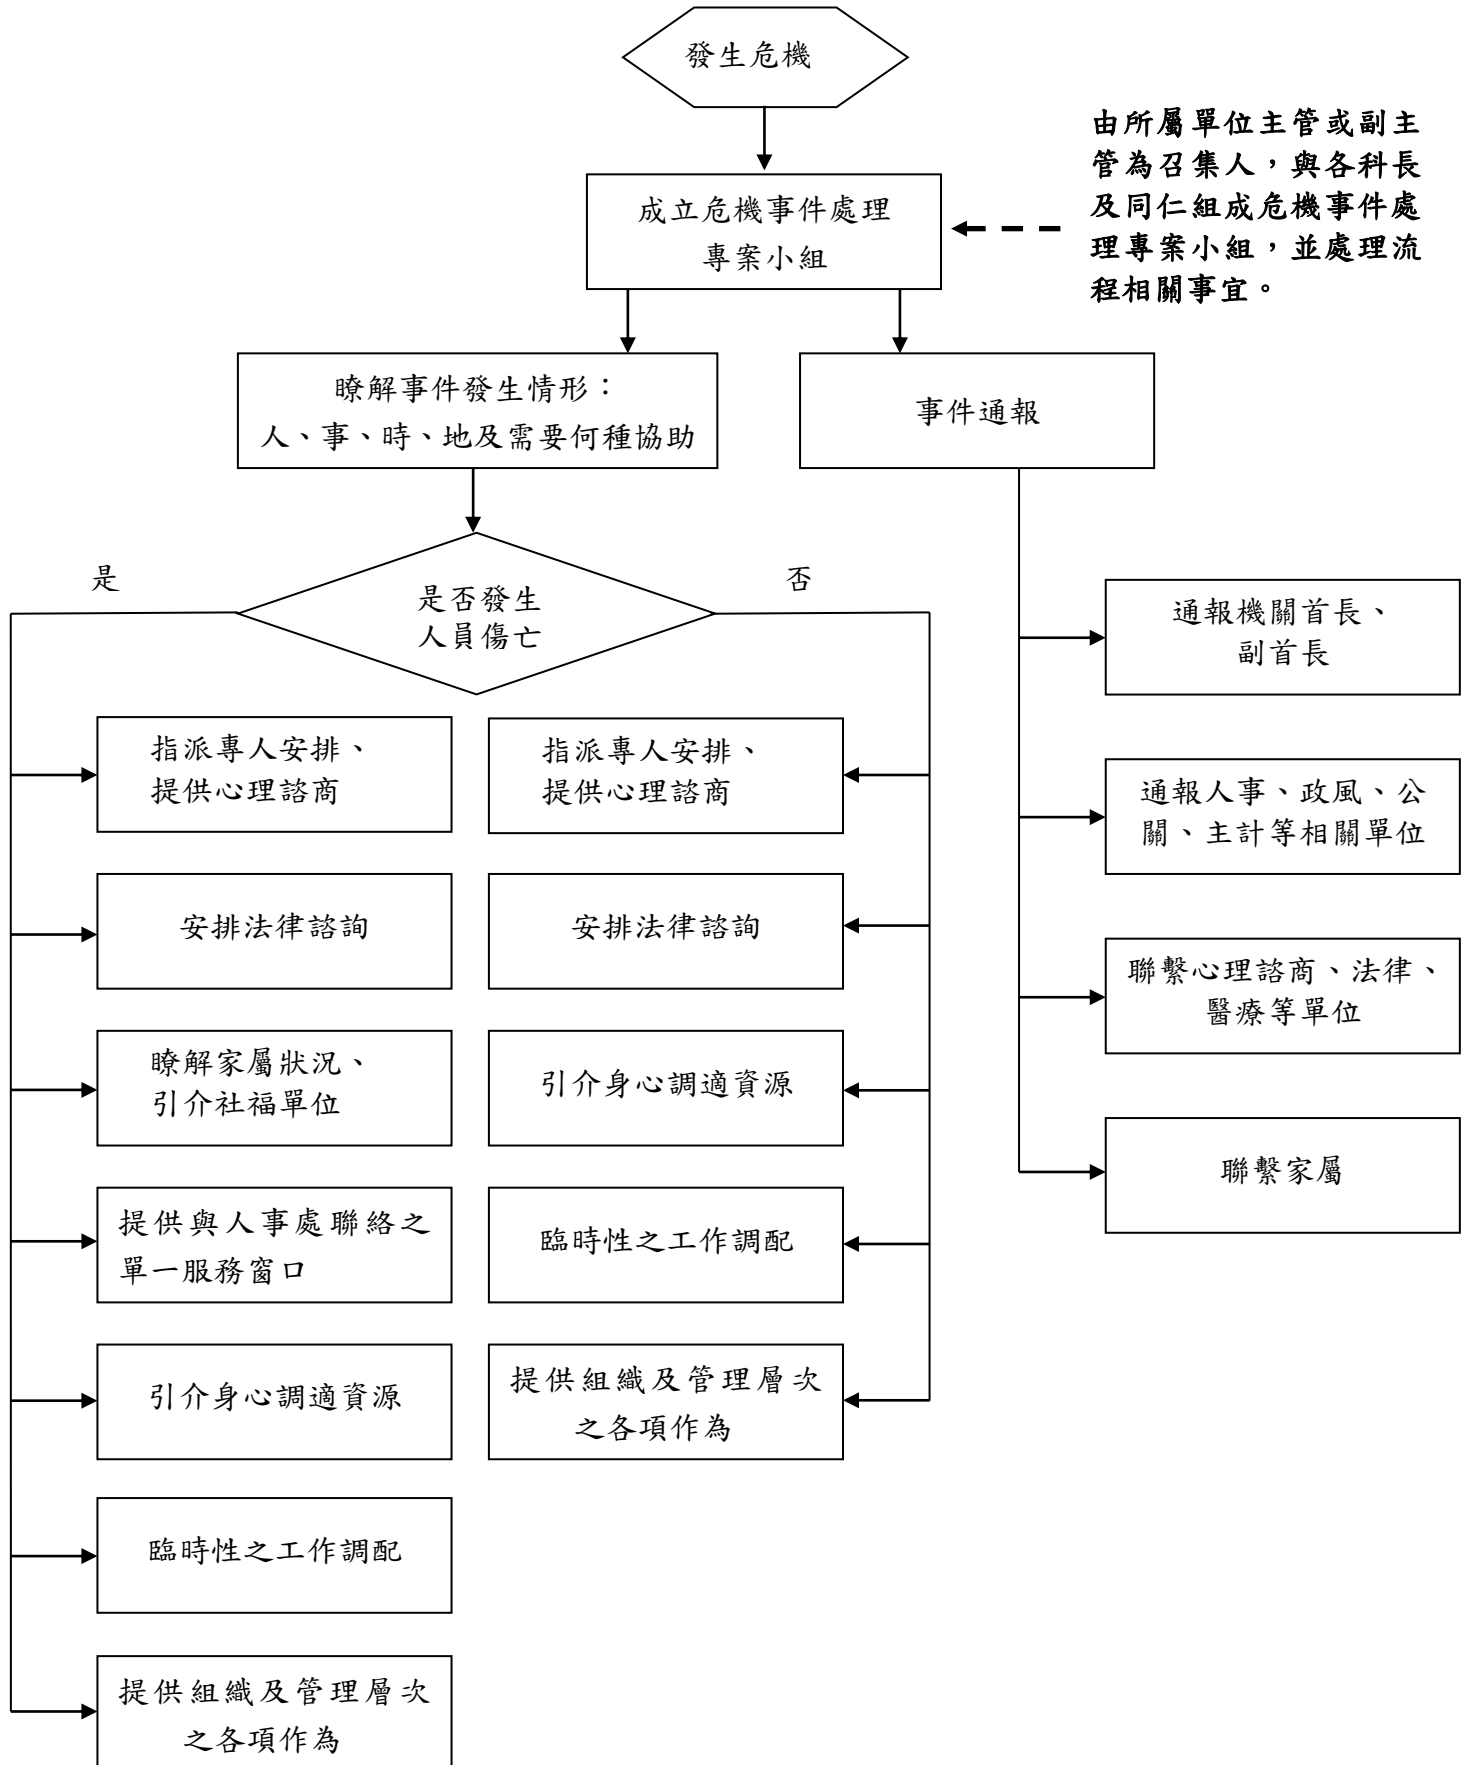 發生危機
由所屬單位主管或副主
管為召集人，與各科長
及同仁組成危機事件處
理專案小組，並處理流
程相關事宜。
成立危機事件處理
專案小組
瞭解事件發生情形：
人、事、時、地及需要何種協助
事件通報
是
否
是否發生
人員傷亡
指派專人安排、
提供心理諮商
安排法律諮詢
瞭解家屬狀況、
引介社福單位
提供與人事處聯絡之
單一服務窗口
引介身心調適資源
臨時性之工作調配
提供組織及管理層次
之各項作為
指派專人安排、
提供心理諮商
安排法律諮詢
引介身心調適資源
臨時性之工作調配
提供組織及管理層次
之各項作為
通報機關首長、
副首長
通報人事、政風、公
關、主計等相關單位
聯繫心理諮商、法律、
醫療等單位
聯繫家屬